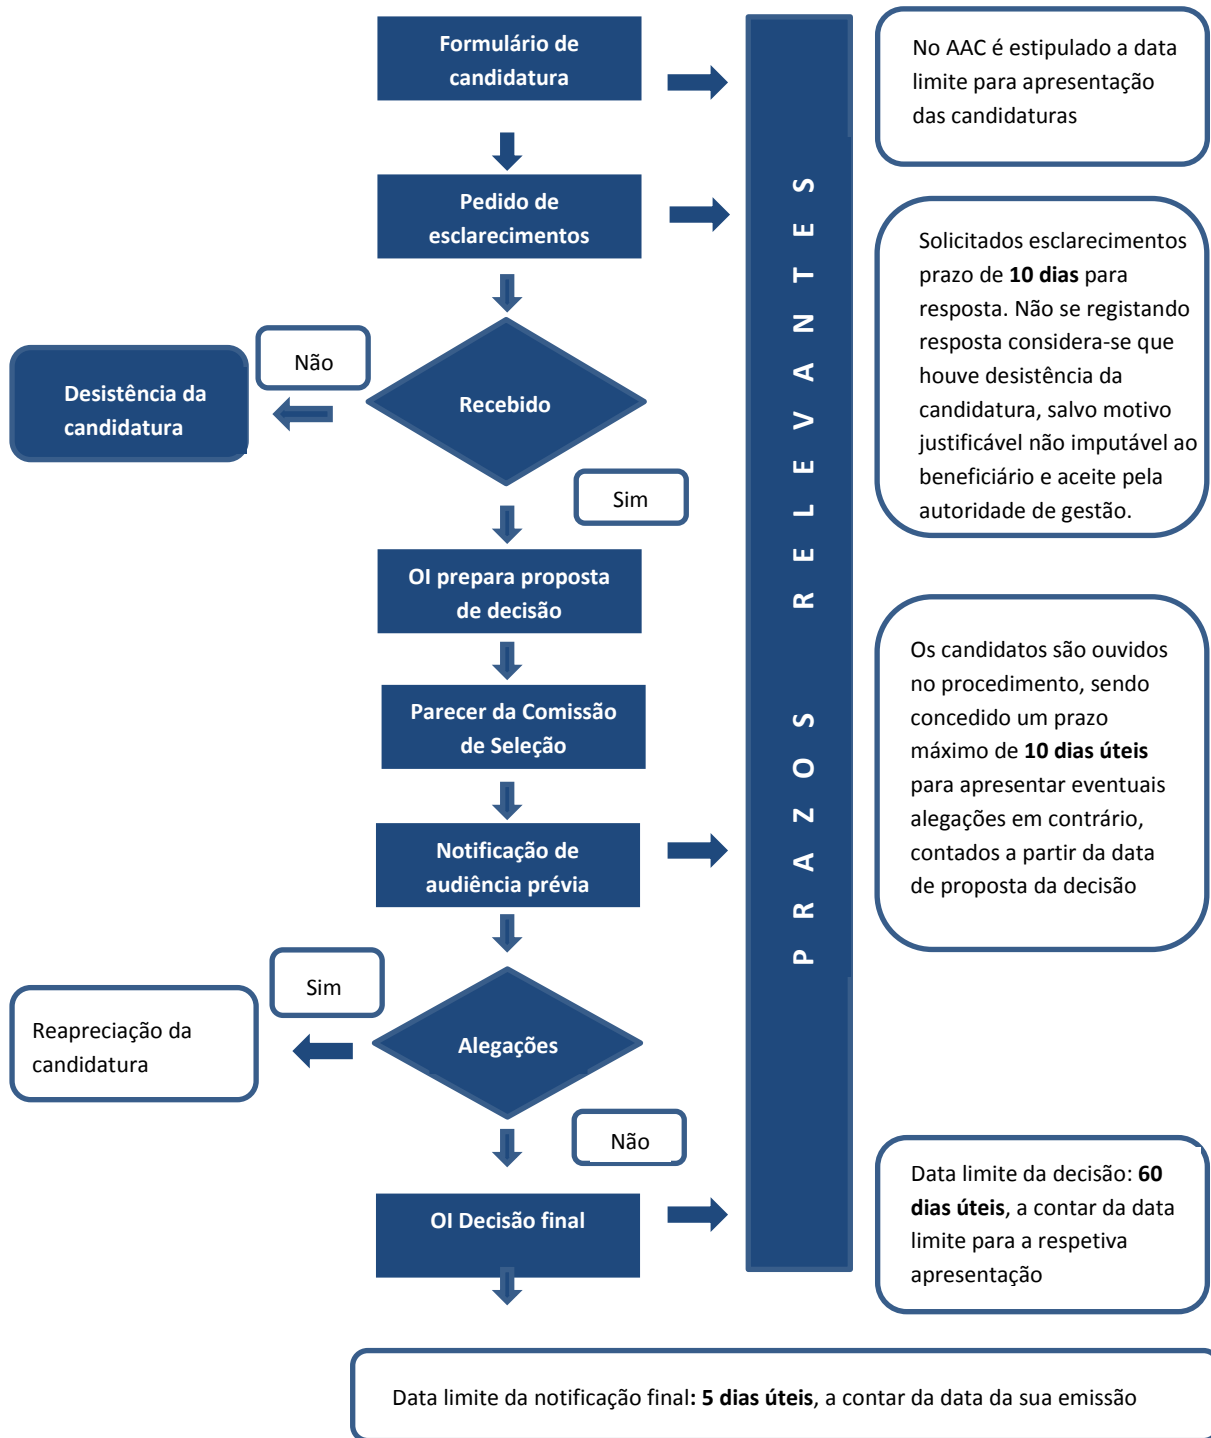 Formulário de
candidatura
No AAC é estipulado a data
limite para apresentação
das candidaturas
Pedido de
esclarecimentos
Solicitados esclarecimentos
prazo de 10 dias para
resposta. Não se registando
resposta considera-se que
houve desistência da
candidatura, salvo motivo
justificável não imputável ao
beneficiário e aceite pela
autoridade de gestão.
Não
Desistência da
candidatura
Recebido
Sim
OI prepara proposta
de decisão
Parecer da Comissão
de Seleção
PRAZOS RELEVANTES
Os candidatos são ouvidos
no procedimento, sendo
concedido um prazo
máximo de 10 dias úteis
para apresentar eventuais
alegações em contrário,
contados a partir da data
de proposta da decisão
Notificação de
audiência prévia
Sim
Reapreciação da
candidatura
Alegações
Não
OI Decisão final
Data limite da decisão: 60
dias úteis, a contar da data
limite para a respetiva
apresentação
Data limite da notificação final: 5 dias úteis, a contar da data da sua emissão